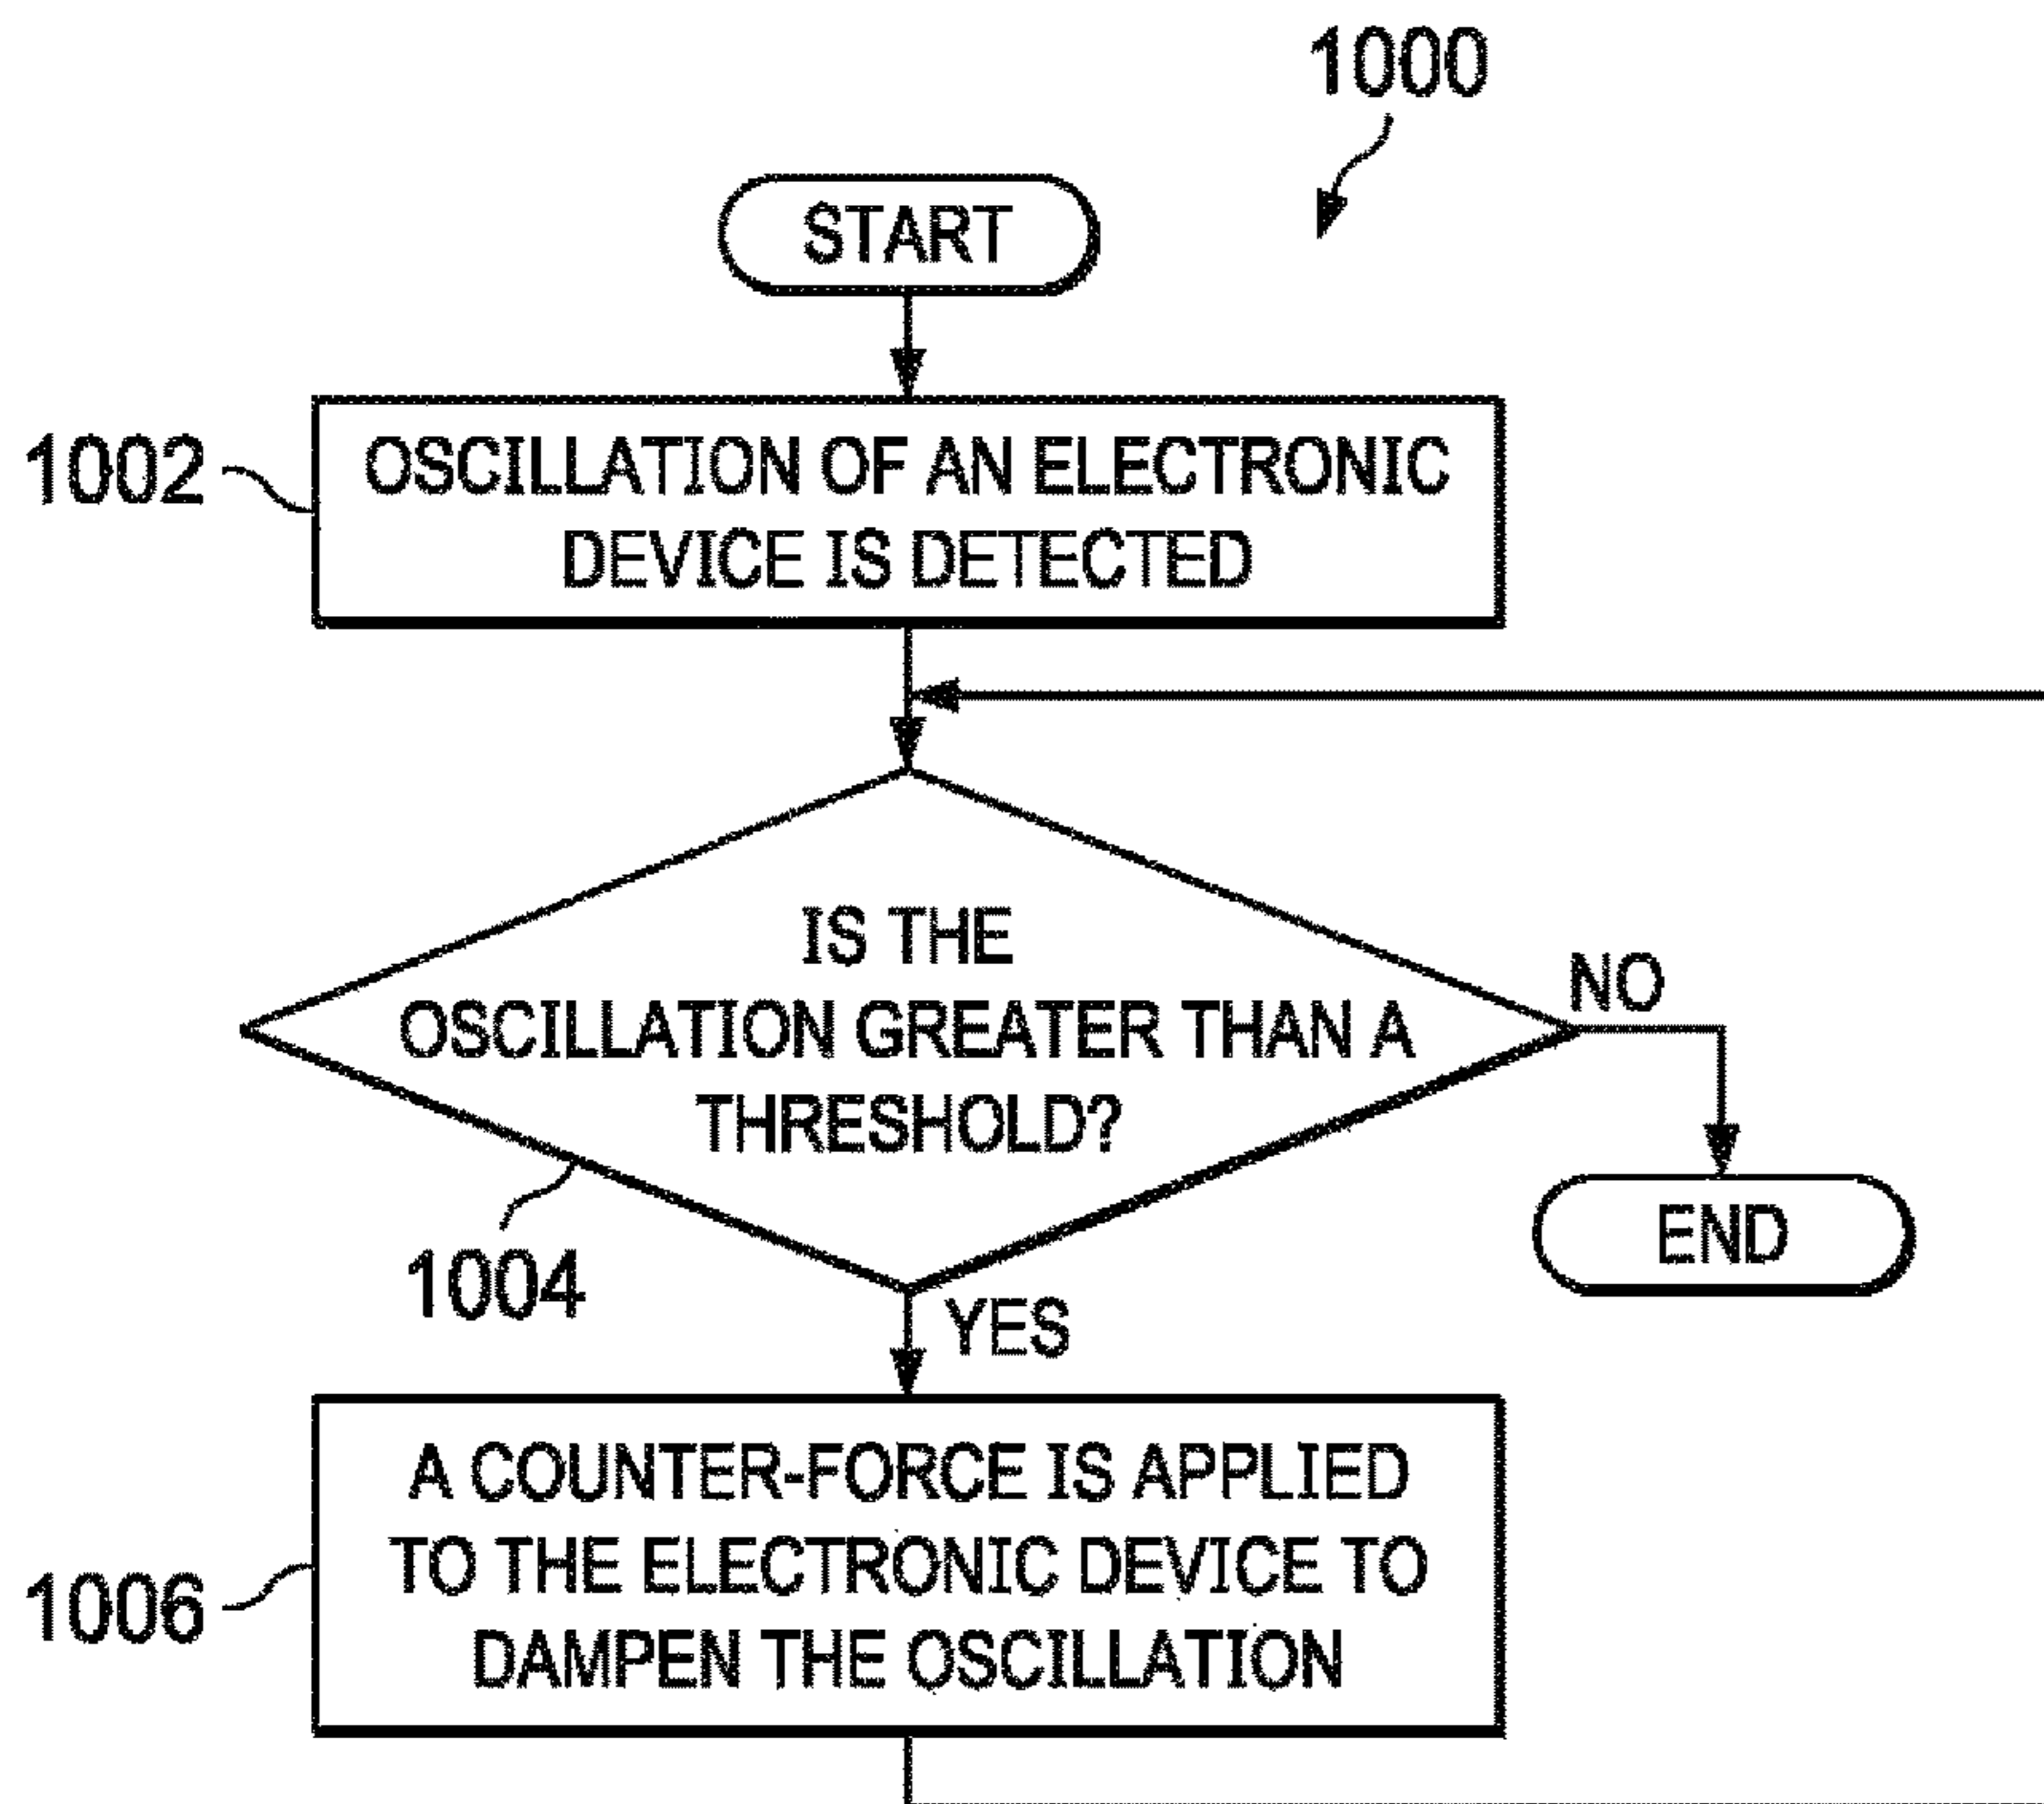 1000
START
1002
OSCILLATION OF AN ELECTRONIC
DEVICE IS DETECTED
IS THE
OSCILLATION GREATER THAN A
THRESHOLD?
NO
1004
END
YES
1006
A COUNTER-FORCE IS APPLIED
TO THE ELECTRONIC DEVICE TO
DAMPEN THE OSCILLATION